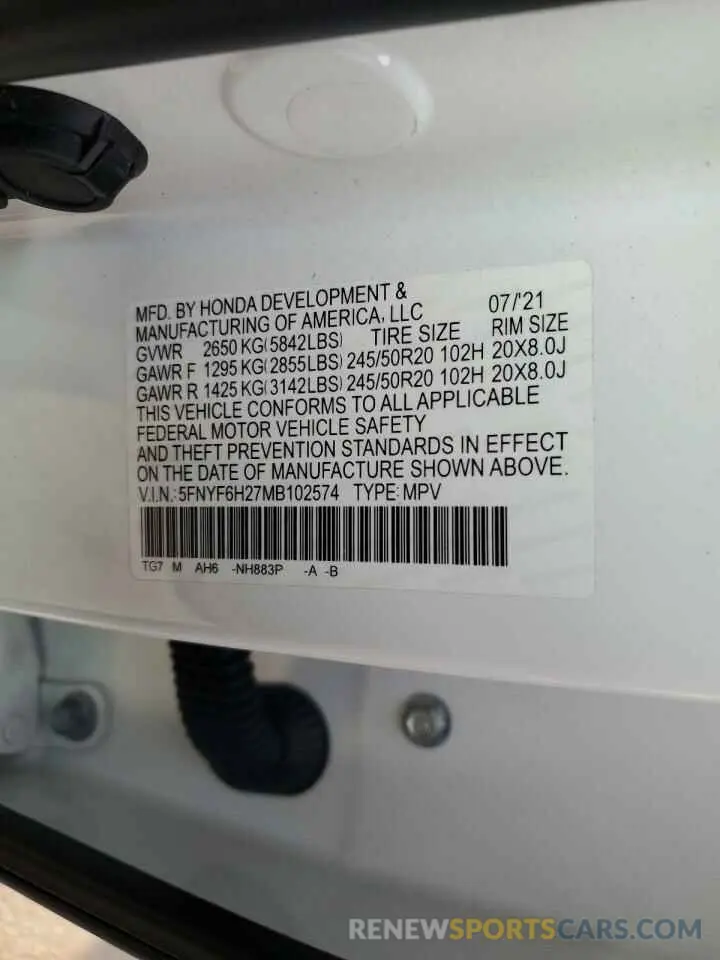 MFD. BY HONDA DEVELOPMENT &
MANUFACTURING OF AMERICA, LLC 07/'21
GVWR 2650 KG(5842LBS) TIRE SIZE RIM SIZE
GAWR F 1295 KG(2855LBS) 245/50R20 102H 20X8.0J
GAWR R 1425 KG(3142LBS) 245/50R20 102H 20X8.0J
THIS VEHICLE CONFORMS TO ALL APPLICABLE
FEDERAL MOTOR VEHICLE SAFETY
AND THEFT PREVENTION STANDARDS IN EFFECT
ON THE DATE OF MANUFACTURE SHOWN ABOVE.
V.I.N.: 5FNYF6H27MB102574 TYPE: MPV
TG7 M AH6 -NH883P -A -B
RENEWSPORTSCARS.COM